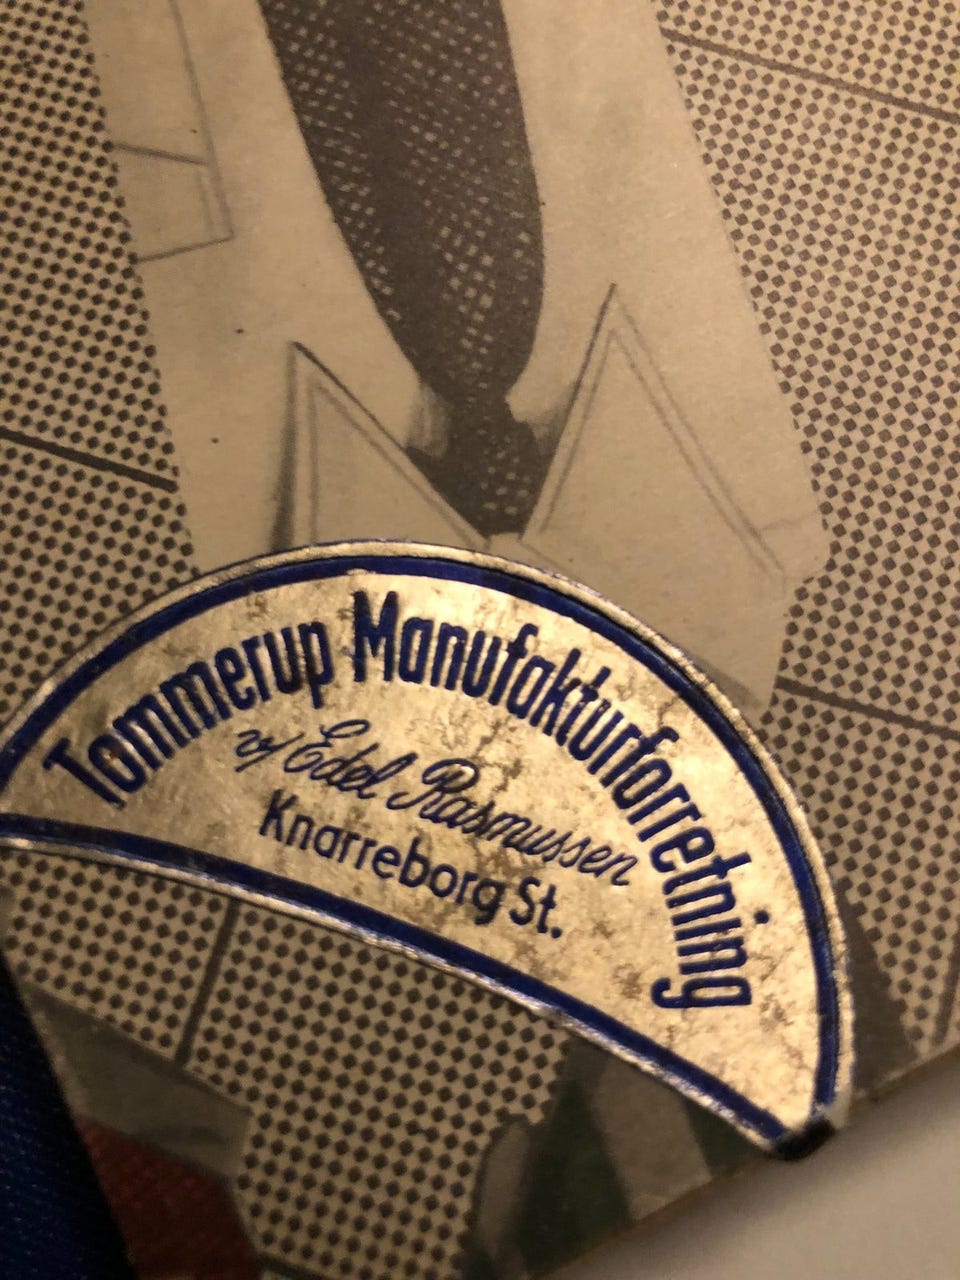 Tommerup Manufakturforretning
v/ Edel Rasmussen
Knarreborg St.